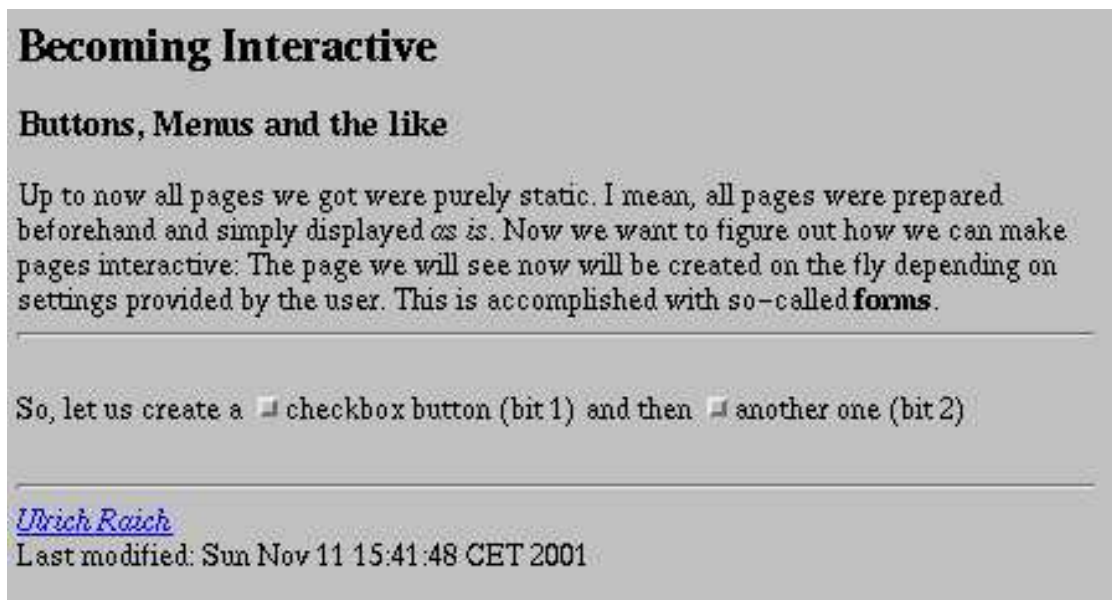 Becoming Interactive
Buttons, Menus and the like
Up to now all pages we got were purely static. I mean, all pages were prepared
beforehand and simply displayed as is. Now we want to figure out how we can make
pages interactive: The page we will see now will be created on the fly depending on
settings provided by the user. This is accomplished with so-called forms.
So, let us create a checkbox button (bit 1) and then another one (bit 2)
Ulrich Raich
Last modified: Sun Nov 11 15:41:48 CET 2001